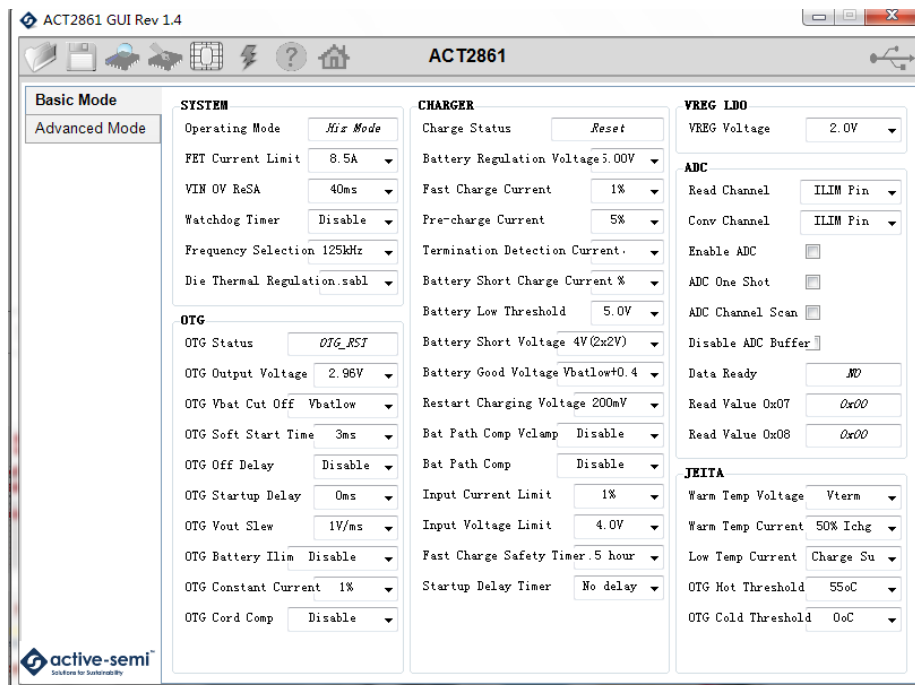 ACT2861 GUI Rev 1.4
ACT2861
Basic Mode
Advanced Mode
SYSTEM
Operating Mode Hiz Mode
FET Current Limit 8.5A
VIN OV ReSA 40ms
Watchdog Timer Disable
Frequency Selection 125kHz
Die Thermal Regulation.sabl
OTG
OTG Status OTG_RST
OTG Output Voltage 2.96V
OTG Vbat Cut Off Vbatlow
OTG Soft Start Time 3ms
OTG Off Delay Disable
OTG Startup Delay 0ms
OTG Vout Slew 1V/ms
OTG Battery Ilim Disable
OTG Constant Current 1%
OTG Cord Comp Disable
CHARGER
Charge Status Reset
Battery Regulation Voltage5.00V
Fast Charge Current 1%
Pre-charge Current 5%
Termination Detection Current.
Battery Short Charge Current %
Battery Low Threshold 5.0V
Battery Short Voltage 4V(2x2V)
Battery Good Voltage Vbatlow+0.4
Restart Charging Voltage 200mV
Bat Path Comp Vclamp Disable
Bat Path Comp Disable
Input Current Limit 1%
Input Voltage Limit 4.0V
Fast Charge Safety Timer.5 hour
Startup Delay Timer No delay
VREG LDO
VREG Voltage 2.0V
ADC
Read Channel ILIM Pin
Conv Channel ILIM Pin
Enable ADC
ADC One Shot
ADC Channel Scan
Disable ADC Buffer
Data Ready NO
Read Value 0x07 0x00
Read Value 0x08 0x00
JEITA
Warm Temp Voltage Vterm
Warm Temp Current 50% Ichg
Low Temp Current Charge Su
OTG Hot Threshold 55oC
OTG Cold Threshold 0oC
active-semi™
Solutions for Sustainability